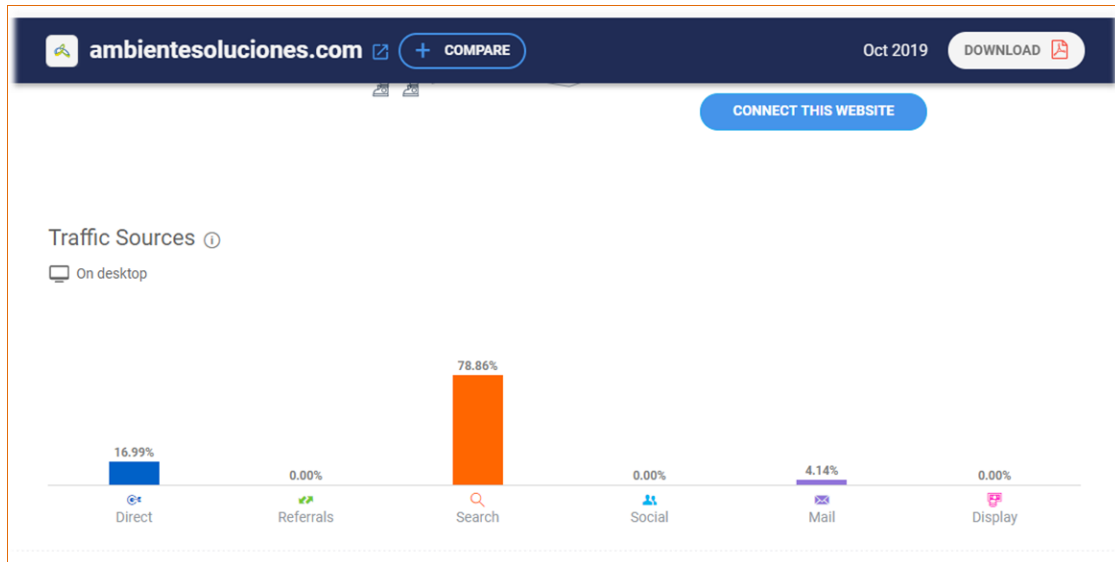 ambientesoluciones.com + COMPARE Oct 2019 DOWNLOAD
CONNECT THIS WEBSITE
Traffic Sources
On desktop
78.86%
16.99%
0.00% 0.00% 4.14% 0.00%
Direct Referrals Search Social Mail Display